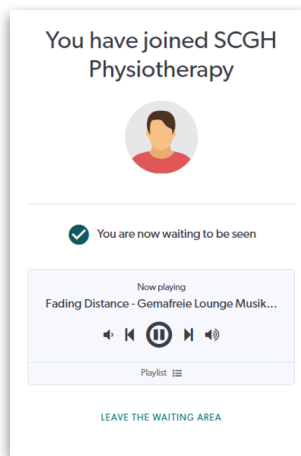 You have joined SCGH
Physiotherapy
You are now waiting to be seen
Now playing
Fading Distance - Gemafreie Lounge Musik...
Playlist
LEAVE THE WAITING AREA